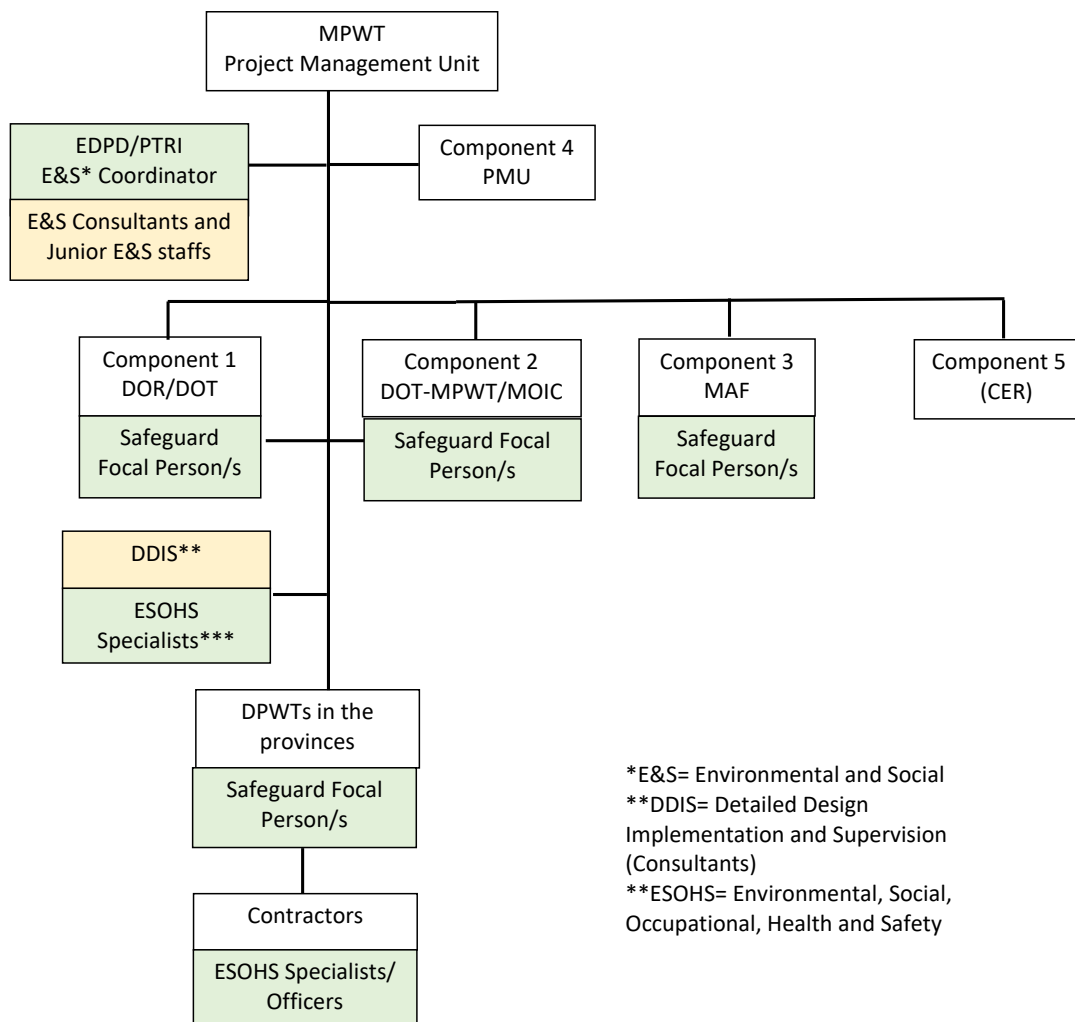 MPWT
Project Management Unit
EDPD/PTRI
E&S* Coordinator
E&S Consultants and
Junior E&S staffs
Component 4
PMU
Component 1
DOR/DOT
Safeguard
Focal Person/s
Component 2
DOT-MPWT/MOIC
Safeguard Focal
Person/s
Component 3
MAF
Safeguard
Focal Person/s
Component 5
(CER)
DDIS**
ESOHS
Specialists***
DPWTs in the
provinces
Safeguard Focal
Person/s
Contractors
ESOHS Specialists/
Officers
*E&S= Environmental and Social
**DDIS= Detailed Design
Implementation and Supervision
(Consultants)
**ESOHS= Environmental, Social,
Occupational, Health and Safety